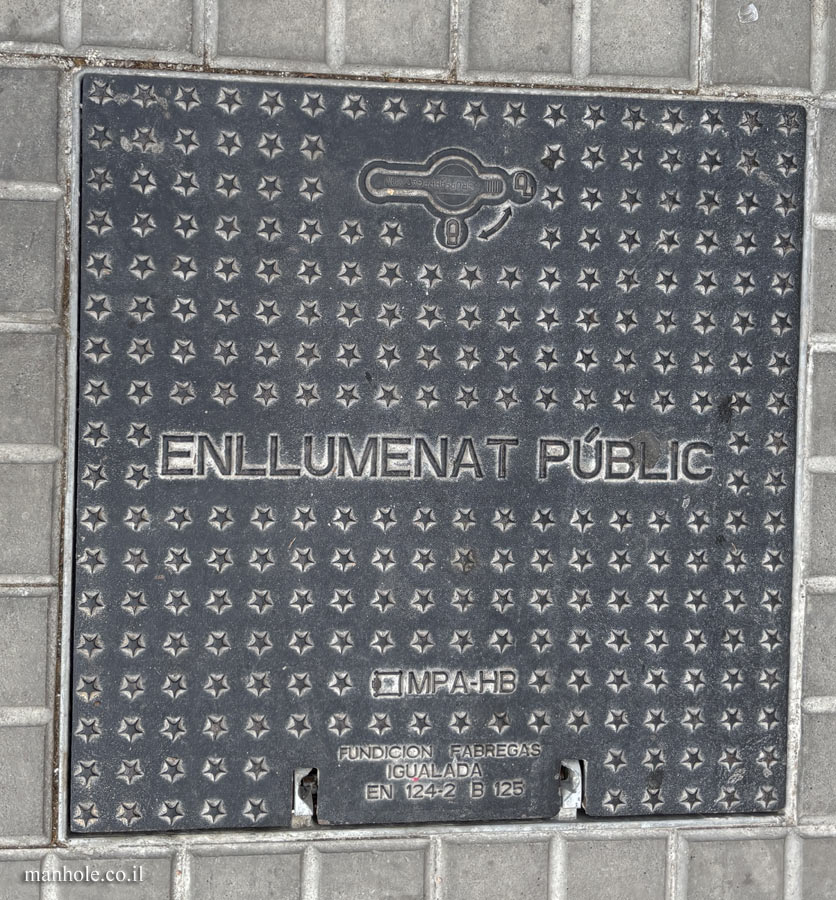 ENLLUMENAT PÚBLIC
MPA-HB
FUNDICION FABREGAS
IGUALADA
EN 124-2 B 125
manhole.co.il